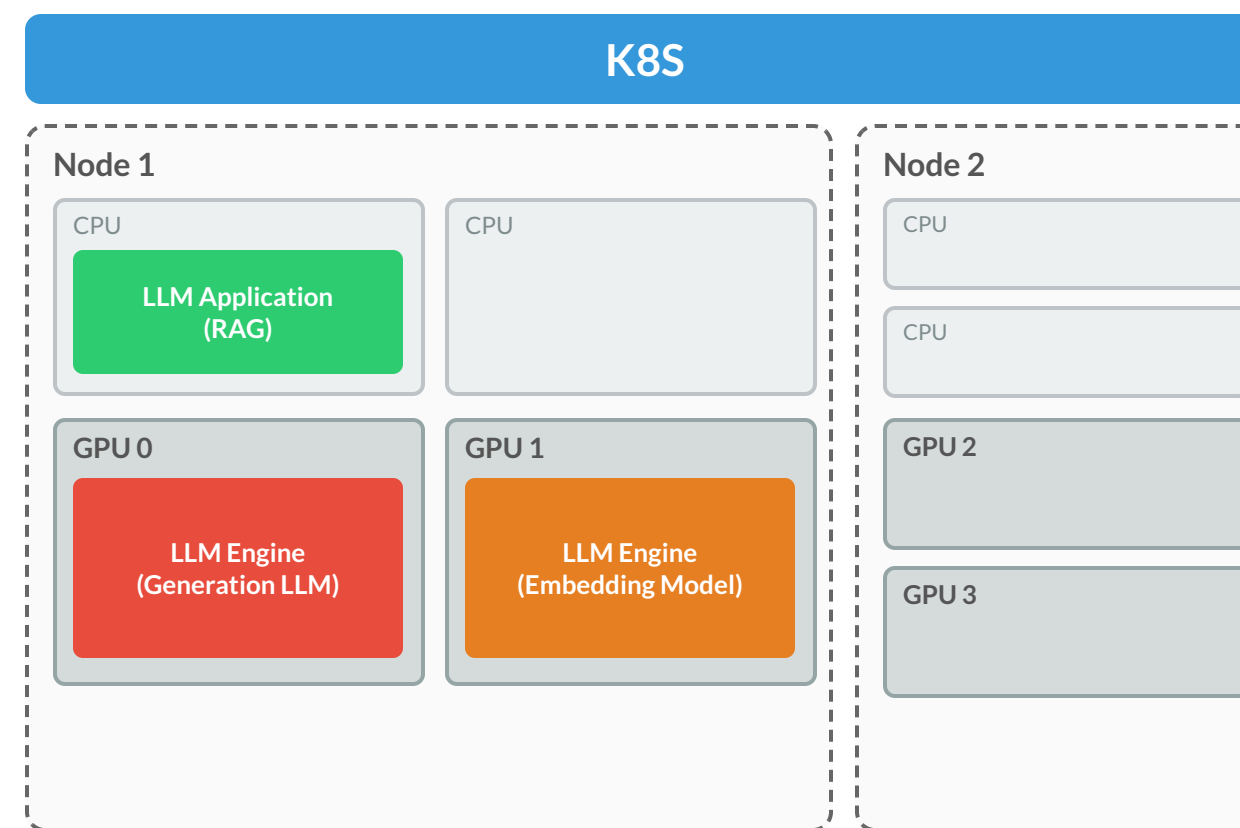 K8S
Node 1
CPU
LLM Application
(RAG)
CPU
GPU 0
LLM Engine
(Generation LLM)
GPU 1
LLM Engine
(Embedding Model)
Node 2
CPU
CPU
GPU 2
GPU 3